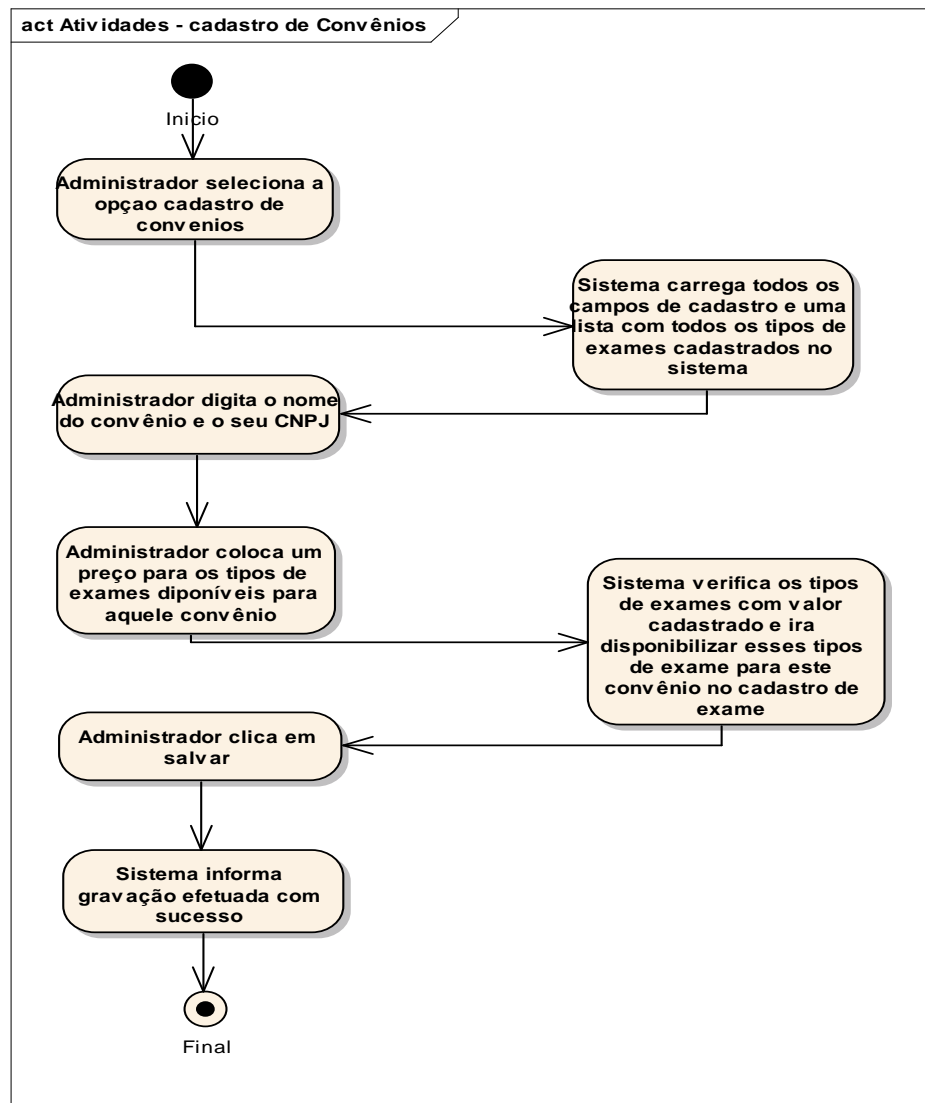 act Atividades - cadastro de Convênios
Inicio
Administrador seleciona a
opçao cadastro de
convenios
Sistema carrega todos os
campos de cadastro e uma
lista com todos os tipos de
exames cadastrados no
sistema
Administrador digita o nome
do convênio e o seu CNPJ
Administrador coloca um
preço para os tipos de
exames diponíveis para
aquele convênio
Sistema verifica os tipos
de exames com valor
cadastrado e ira
disponibilizar esses tipos
de exame para este
convênio no cadastro de
exame
Administrador clica em
salvar
Sistema informa
gravação efetuada com
sucesso
Final